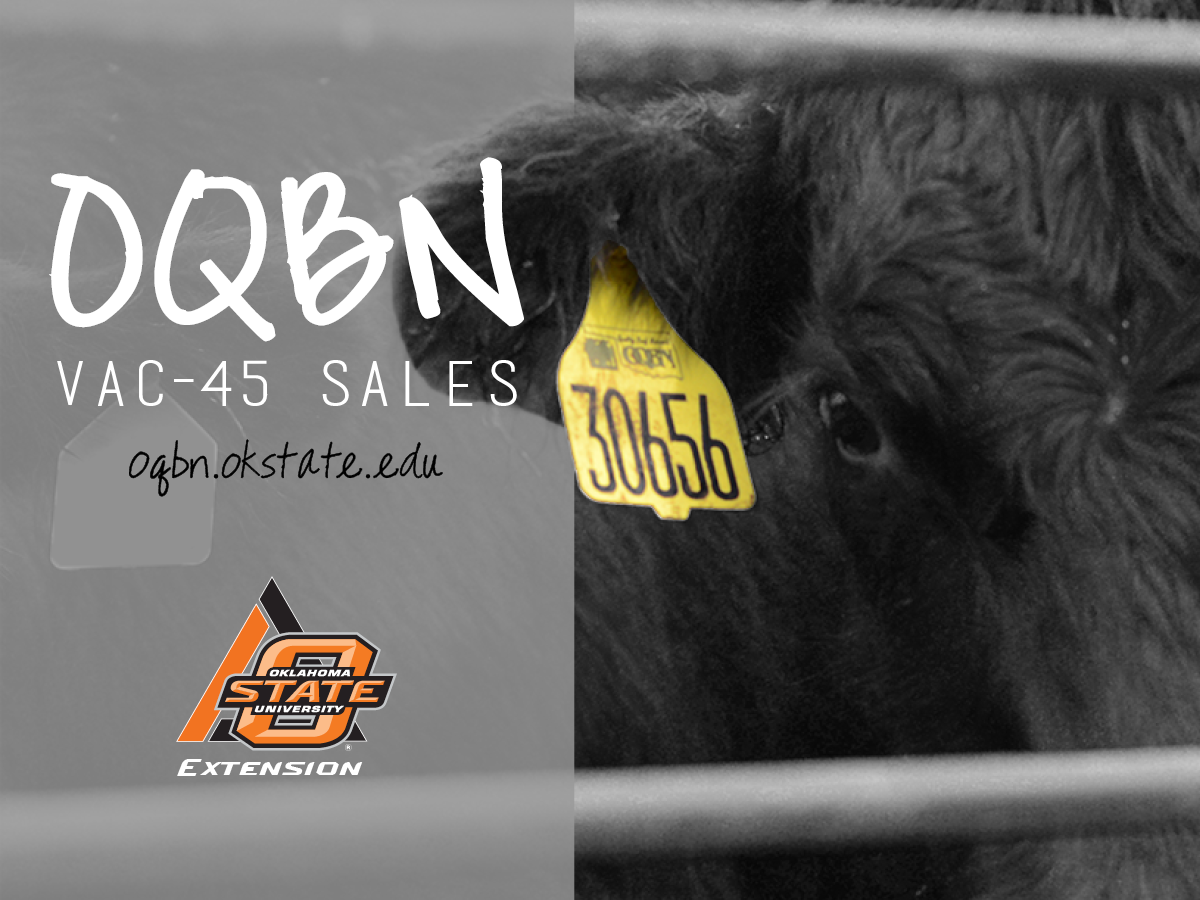 OQBN
VAC-45 SALES
oqbn.okstate.edu
OKLAHOMA
STATE
UNIVERSITY
®
EXTENSION
OQBN
30656